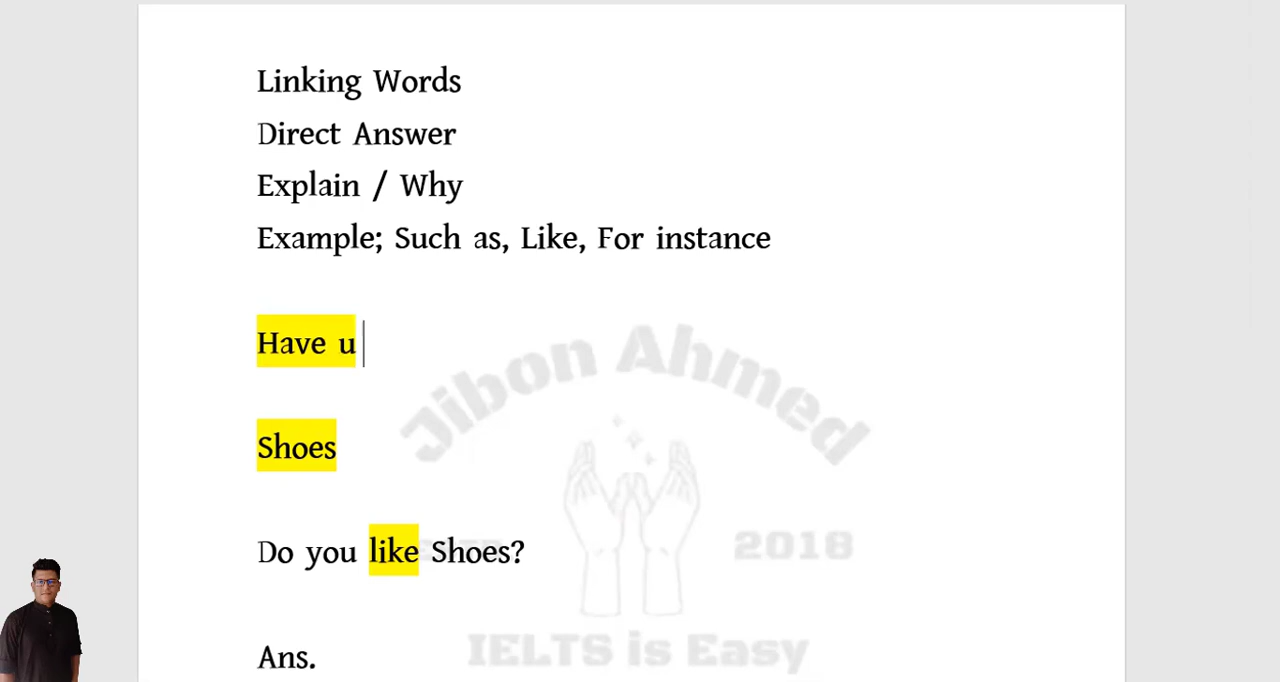 Linking Words
Direct Answer
Explain / Why
Example; Such as, Like, For instance
Have u
Jibon Ahmed
Shoes
2018
Do you like Shoes?
IELTS is Easy
Ans.